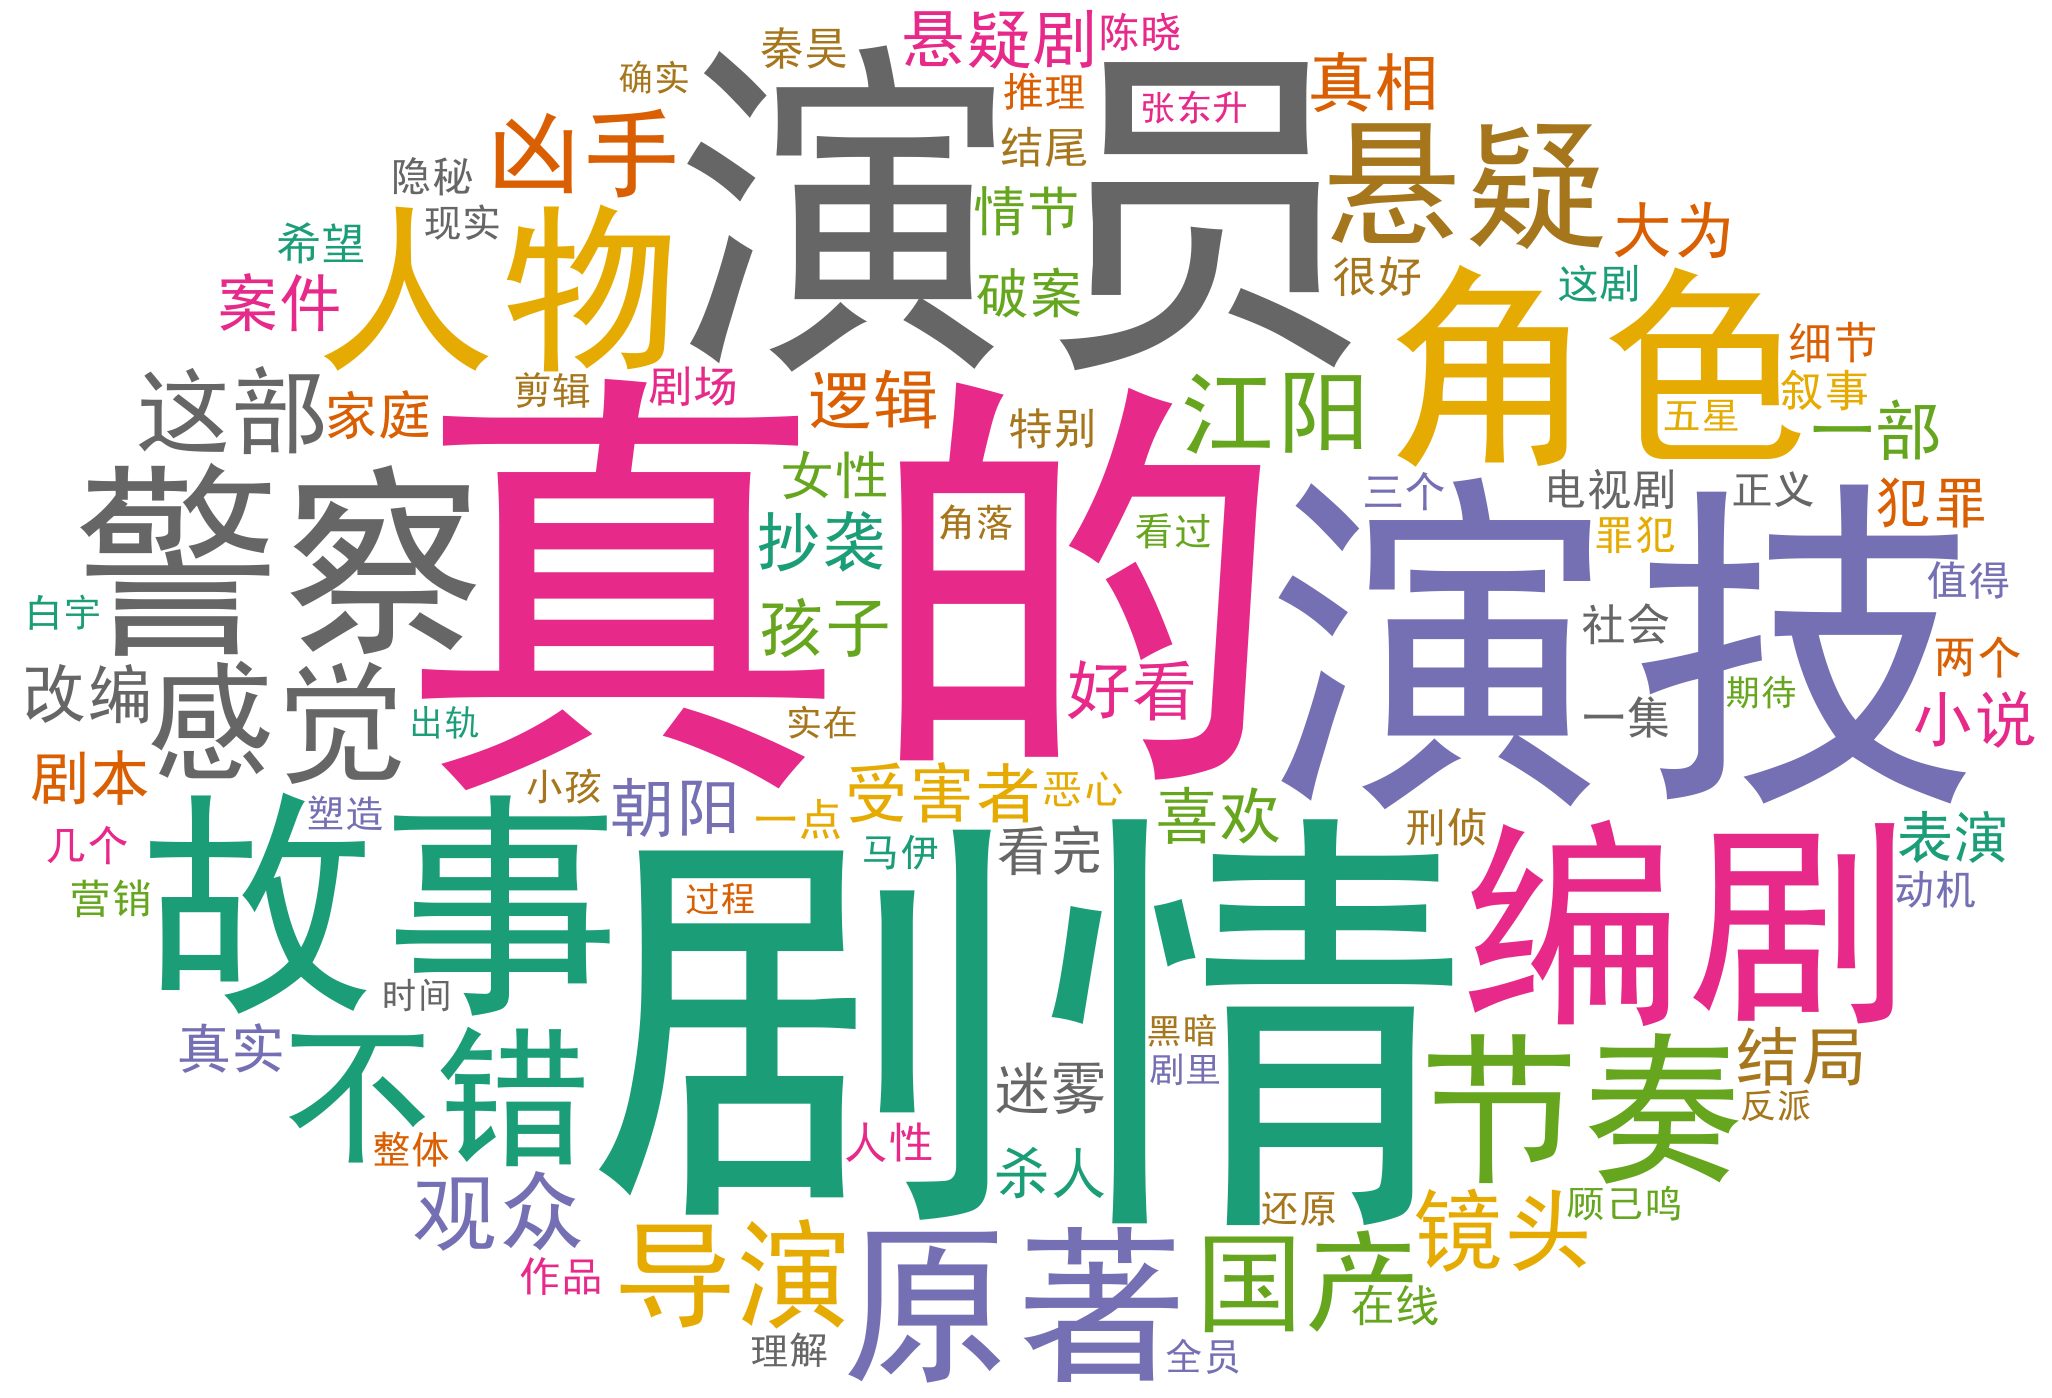 悬疑剧
陈晓
秦昊
确实
演员
推理
张东升
真相
凶手
悬疑
结尾
隐秘
情节
现实
人物
大为
希望
案件
破案
很好
这剧
角色
细节
叙事
五星
一部
这部
家庭
剪辑
剧场
逻辑
特别
江阳
真的
女性
三个
电视剧
正义
犯罪
警察
抄袭
角落
看过
演技
罪犯
值得
白宇
孩子
社会
两个
改编
感觉
好看
期待
出轨
实在
一集
小说
剧本
小孩
朝阳
受害者
恶心
塑造
一点
喜欢
刑侦
几个
故事
马伊
看完
编剧
表演
营销
过程
剧情
动机
时间
真实
不错
黑暗
剧里
迷雾
节奏
结局
反派
整体
人性
杀人
观众
还原
镜头
顾己鸣
作品
导演
原著
国产
在线
理解
全员